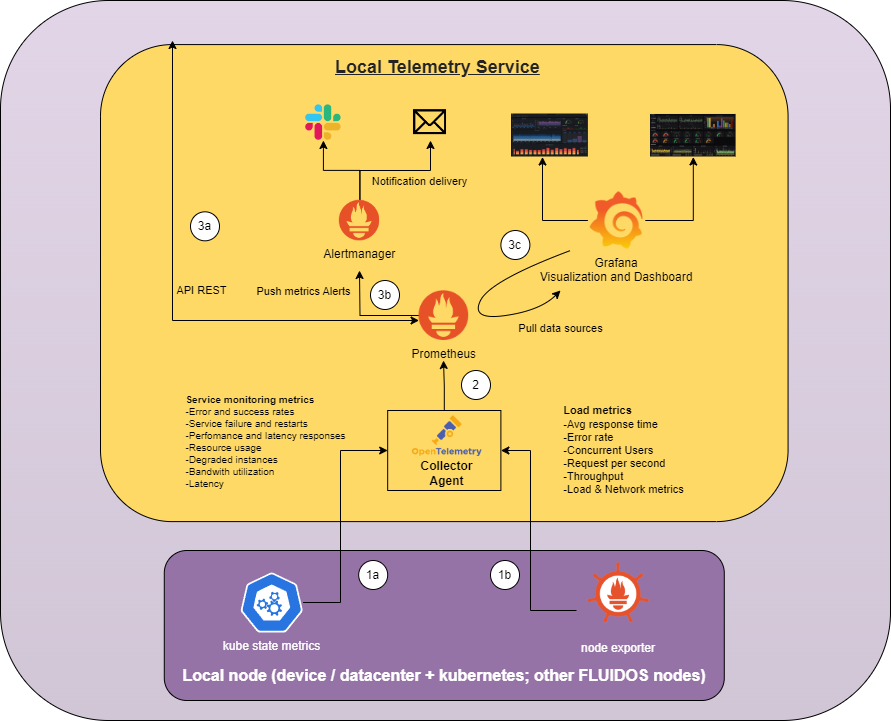 Local Telemetry Service
Notification delivery
3a
Alertmanager
3c
Grafana
Visualization and Dashboard
API REST
Push metrics Alerts
3b
Pull data sources
Prometheus
2
Service monitoring metrics
-Error and success rates
-Service failure and restarts
-Perfomance and latency responses
-Resource usage
-Degraded instances
-Bandwith utilization
-Latency
OpenTelemetry
Collector
Agent
Load metrics
-Avg response time
-Error rate
-Concurrent Users
-Request per second
-Throughput
-Load & Network metrics
1a
1b
kube state metrics
node exporter
Local node (device / datacenter + kubernetes; other FLUIDOS nodes)